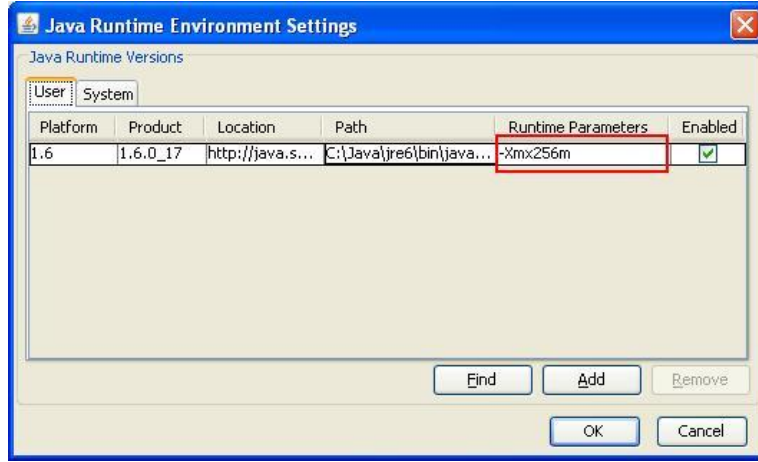 Java Runtime Environment Settings
Java Runtime Versions
User System
Platform Product Location Path Runtime Parameters Enabled
1.6 1.6.0_17 http://java.s... C:\Java\jre6\bin\java... -Xmx256m
Find Add Remove
OK Cancel